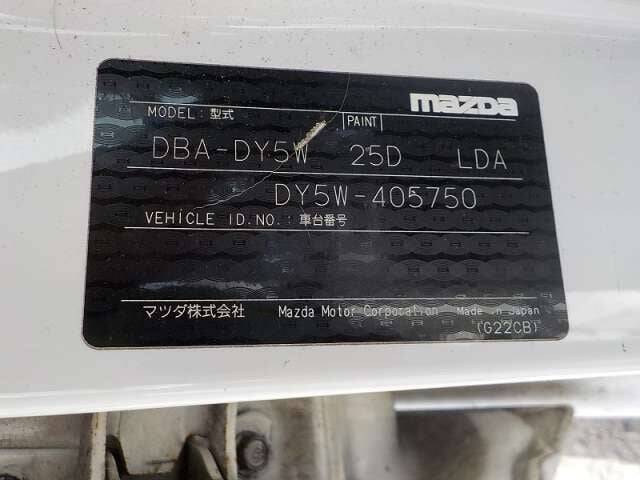 mazda
MODEL:型式 PAINT
DBA-DY5W 25D LDA
DY5W-405750
VEHICLE ID.NO.:車台番号
マツダ株式会社 Mazda Motor Corporation Made in Japan
(G22CB)